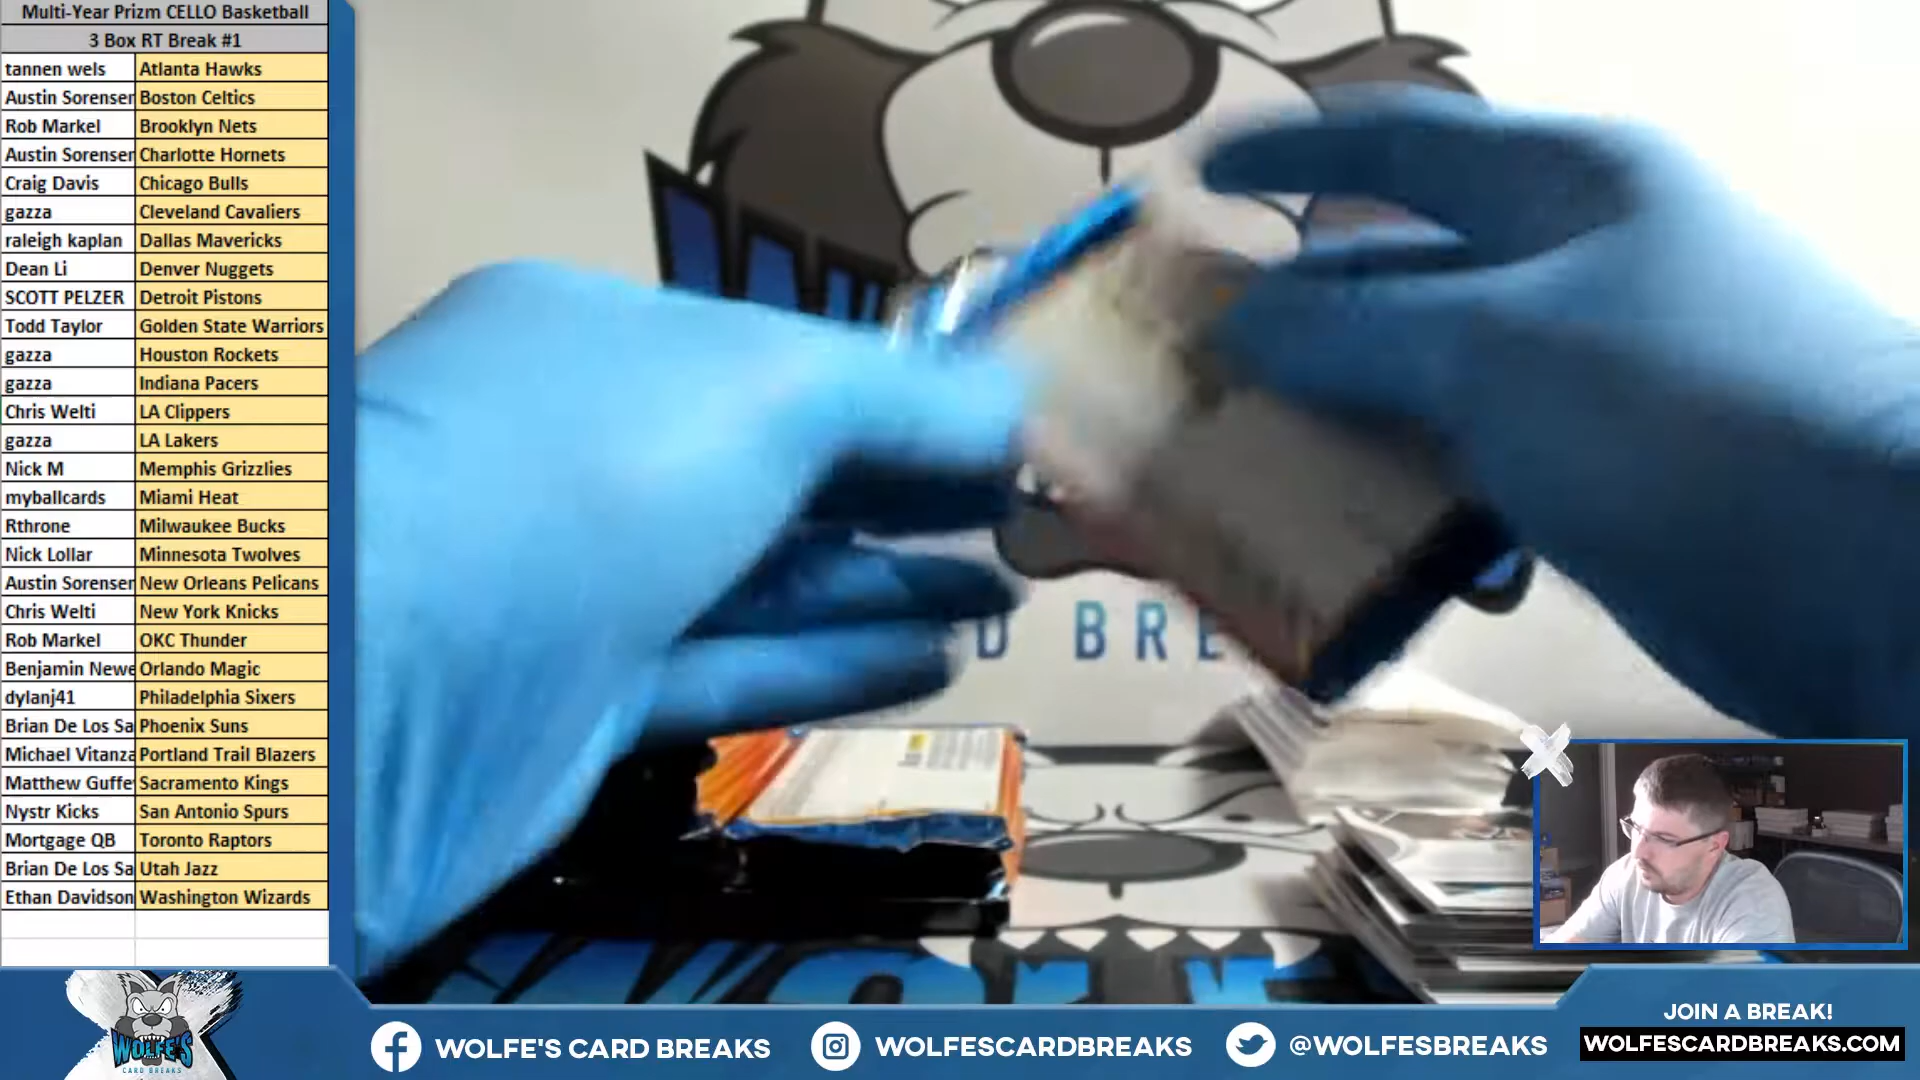 Multi-Year Prizm CELLO Basketball
3 Box RT Break #1
tannen wels Atlanta Hawks
Austin Sorensen Boston Celtics
Rob Markel Brooklyn Nets
Austin Sorensen Charlotte Hornets
Craig Davis Chicago Bulls
gazza Cleveland Cavaliers
raleigh kaplan Dallas Mavericks
Dean Li Denver Nuggets
SCOTT PELZER Detroit Pistons
Todd Taylor Golden State Warriors
gazza Houston Rockets
gazza Indiana Pacers
Chris Welti LA Clippers
gazza LA Lakers
Nick M Memphis Grizzlies
myballcards Miami Heat
Rthrone Milwaukee Bucks
Nick Lollar Minnesota Twolves
Austin Sorensen New Orleans Pelicans
Chris Welti New York Knicks
Rob Markel OKC Thunder
Benjamin Newe Orlando Magic
dylanj41 Philadelphia Sixers
Brian De Los Sa Phoenix Suns
Michael Vitanza Portland Trail Blazers
Matthew Guffe Sacramento Kings
Nystr Kicks San Antonio Spurs
Mortgage QB Toronto Raptors
Brian De Los Sa Utah Jazz
Ethan Davidson Washington Wizards
D BRE
WOLFE'S
CARD BREAKS
WOLFE'S CARD BREAKS
WOLFESCARDBREAKS
@WOLFESBREAKS
JOIN A BREAK!
WOLFESCARDBREAKS.COM